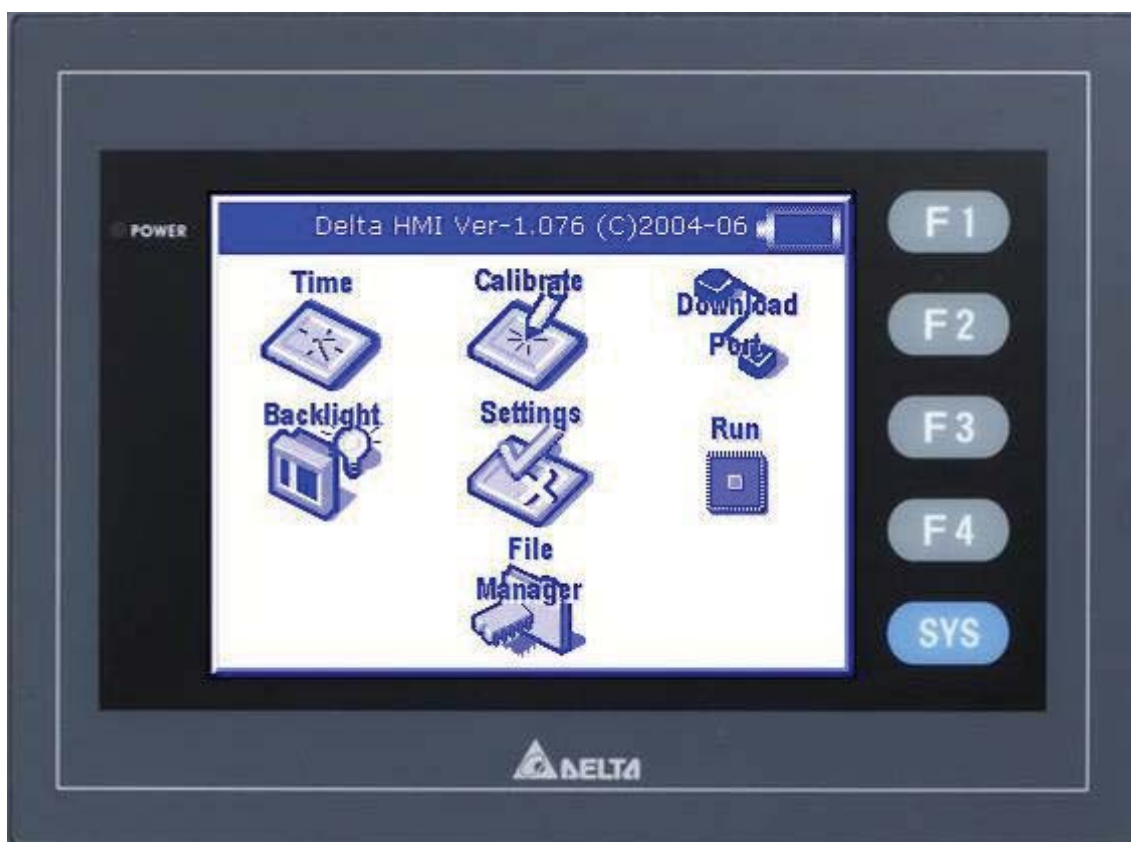 POWER
Delta HMI Ver-1.076 (C)2004-06
Time
Calibrate
Download
Port
Backlight
Settings
Run
File
Manager
F1
F2
F3
F4
SYS
DELTA